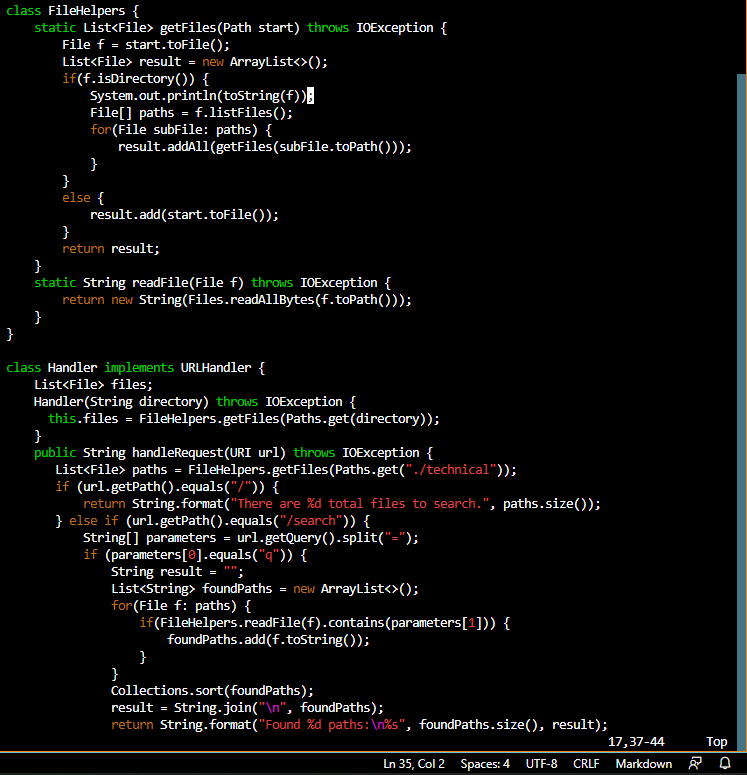 class FileHelpers {
    static List<File> getFiles(Path start) throws IOException {
        File f = start.toFile();
        List<File> result = new ArrayList<>();
        if(f.isDirectory()) {
            System.out.println(toString(f));
            File[] paths = f.listFiles();
            for(File subFile: paths) {
                result.addAll(getFiles(subFile.toPath()));
            }
        }
        else {
            result.add(start.toFile());
        }
        return result;
    }
    static String readFile(File f) throws IOException {
        return new String(Files.readAllBytes(f.toPath()));
    }
}

class Handler implements URLHandler {
    List<File> files;
    Handler(String directory) throws IOException {
      this.files = FileHelpers.getFiles(Paths.get(directory));
    }
    public String handleRequest(URI url) throws IOException {
       List<File> paths = FileHelpers.getFiles(Paths.get("./technical"));
       if (url.getPath().equals("/")) {
           return String.format("There are %d total files to search.", paths.size());
       } else if (url.getPath().equals("/search")) {
           String[] parameters = url.getQuery().split("=");
           if (parameters[0].equals("q")) {
               String result = "";
               List<String> foundPaths = new ArrayList<>();
               for(File f: paths) {
                   if(FileHelpers.readFile(f).contains(parameters[1])) {
                       foundPaths.add(f.toString());
                   }
               }
               Collections.sort(foundPaths);
               result = String.join("\n", foundPaths);
               return String.format("Found %d paths:\n%s", foundPaths.size(), result);
17,37-44 Top
Ln 35, Col 2 Spaces: 4 UTF-8 CRLF Markdown